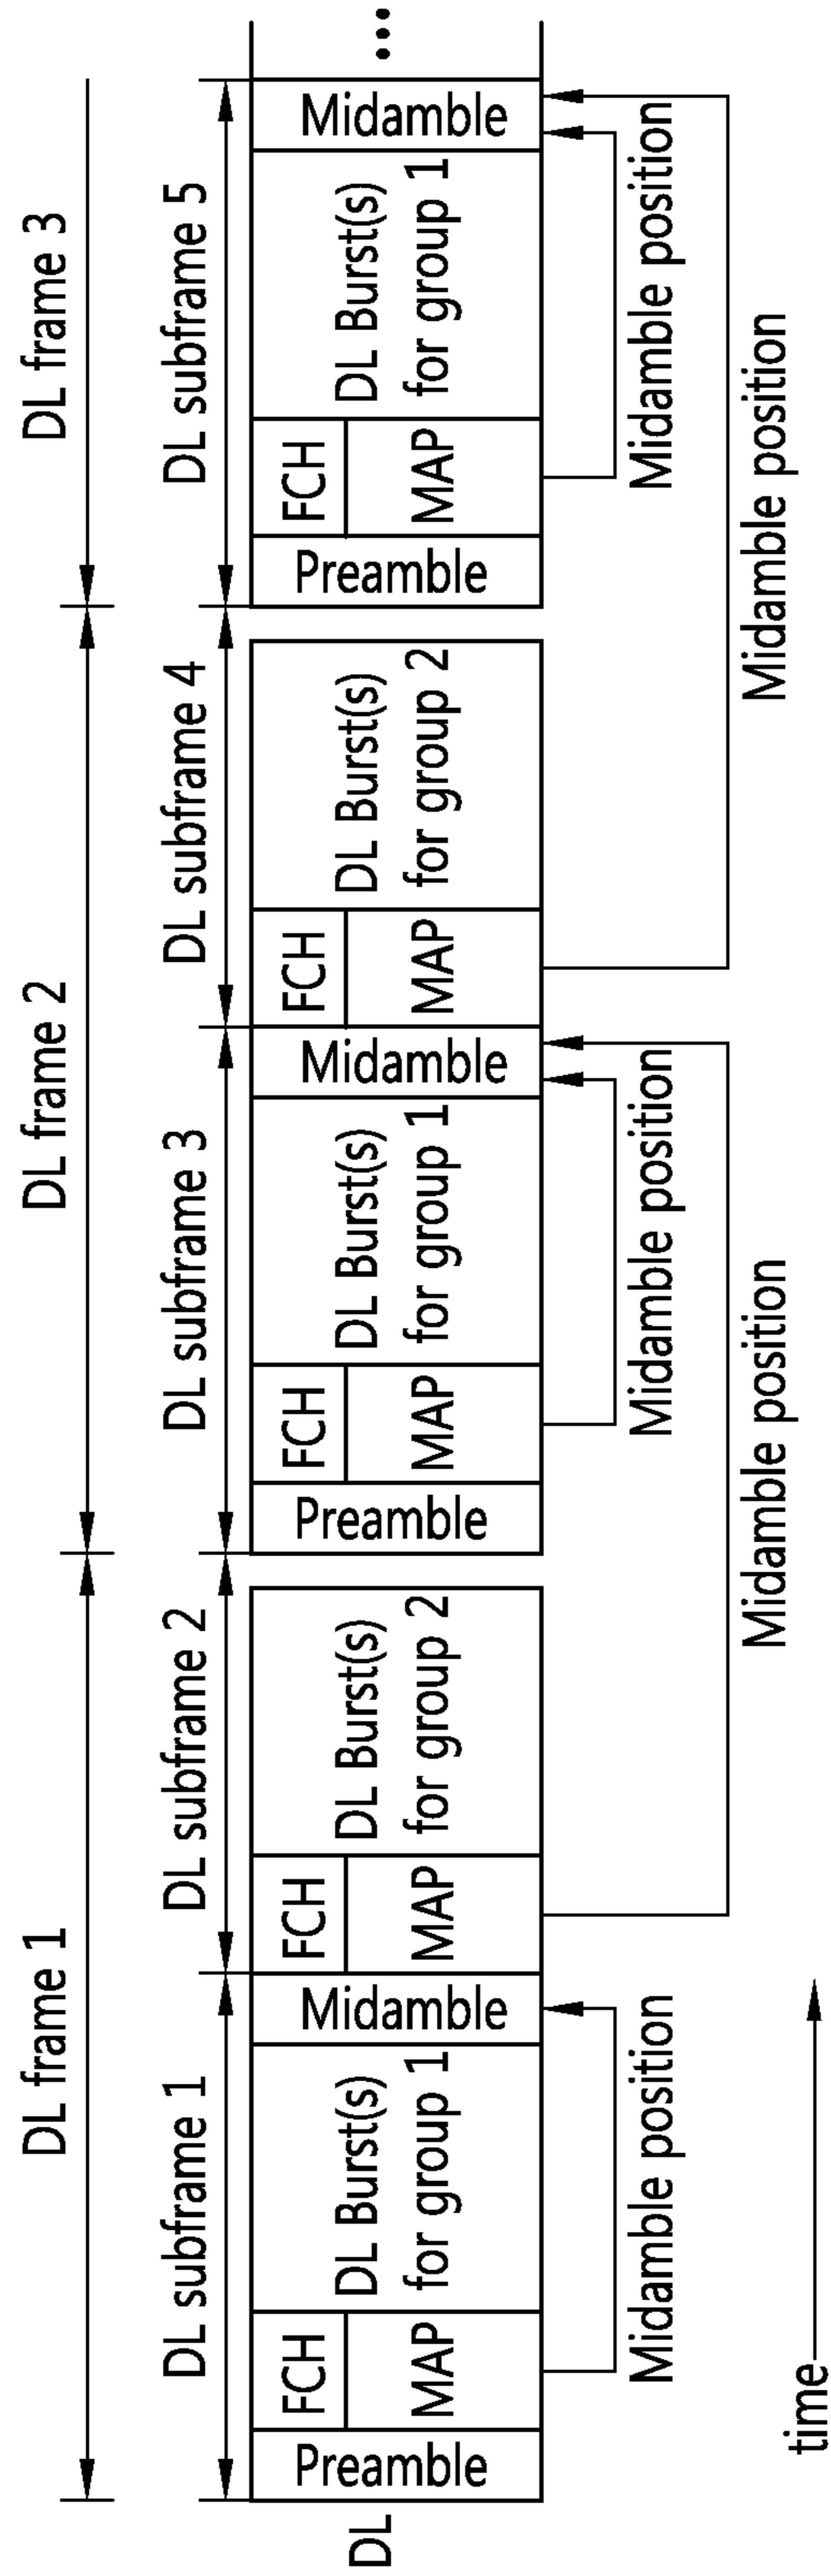 DL frame 1
DL frame 2
DL frame 3
DL subframe 1
DL subframe 2
DL subframe 3
DL subframe 4
DL subframe 5
DL
Preamble
FCH
MAP
DL Burst(s)
for group 1
Midamble
FCH
MAP
DL Burst(s)
for group 2
Preamble
FCH
MAP
DL Burst(s)
for group 1
Midamble
FCH
MAP
DL Burst(s)
for group 2
Preamble
FCH
MAP
DL Burst(s)
for group 1
Midamble
...
Midamble position
Midamble position
Midamble position
Midamble position
Midamble position
time